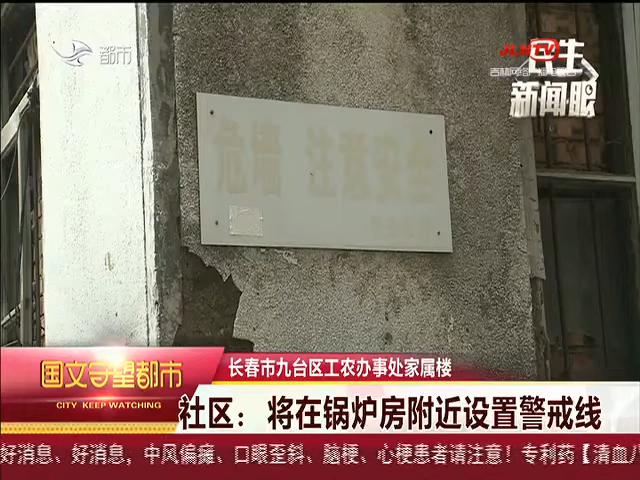 都市
JLNTV
民生
新闻眼
危墙 注意安全
国文守望都市
CITY KEEP WATCHING
长春市九台区工农办事处家属楼
社区：将在锅炉房附近设置警戒线
好消息、好消息，中风偏瘫、口眼歪斜、脑梗、心梗患者请注意！专利药【清血八